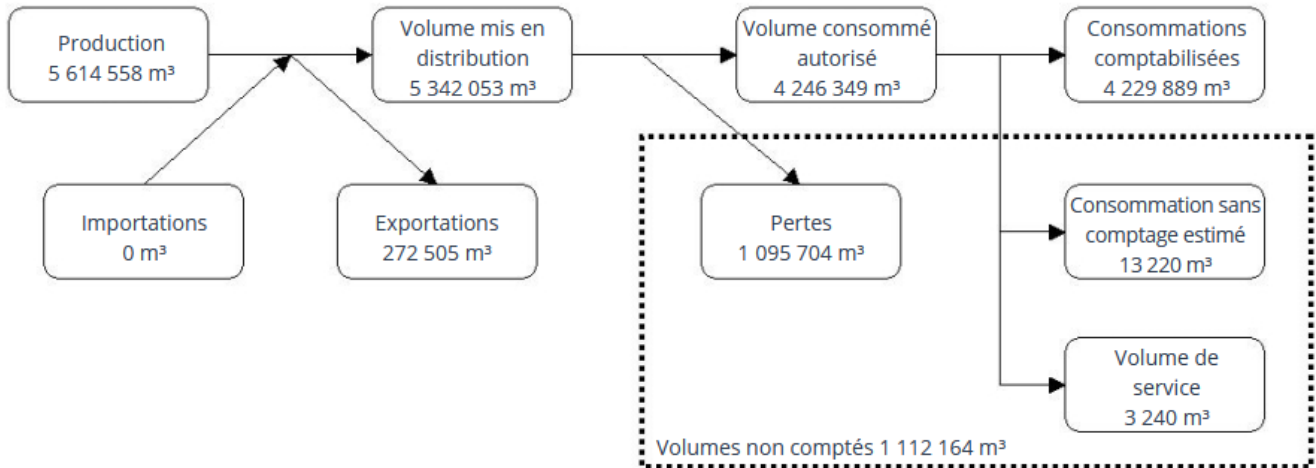 Production
5 614 558 m³
Volume mis en
distribution
5 342 053 m³
Volume consommé
autorisé
4 246 349 m³
Consommations
comptabilisées
4 229 889 m³
Importations
0 m³
Exportations
272 505 m³
Pertes
1 095 704 m³
Consommation sans
comptage estimé
13 220 m³
Volume de
service
3 240 m³
Volumes non comptés 1 112 164 m³